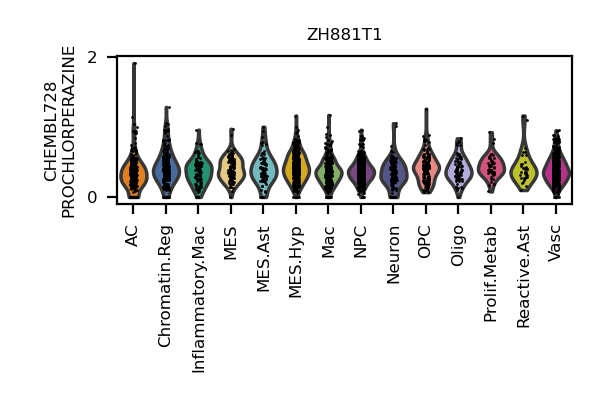 ZH881T1
CHEMBL728
PROCHLORPERAZINE
2
0
AC
Chromatin.Reg
Inflammatory.Mac
MES
MES.Ast
MES.Hyp
Mac
NPC
Neuron
OPC
Oligo
Prolif.Metab
Reactive.Ast
Vasc